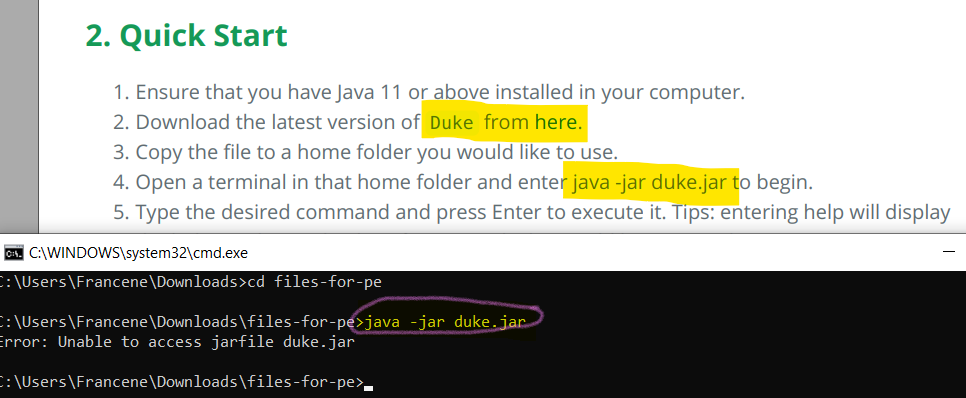 2. Quick Start
1. Ensure that you have Java 11 or above installed in your computer.
2. Download the latest version of Duke from here.
3. Copy the file to a home folder you would like to use.
4. Open a terminal in that home folder and enter java -jar duke.jar to begin.
5. Type the desired command and press Enter to execute it. Tips: entering help will display
C:\WINDOWS\system32\cmd.exe
C:\Users\Francene\Downloads>cd files-for-pe
C:\Users\Francene\Downloads\files-for-pe>java -jar duke.jar
Error: Unable to access jarfile duke.jar
C:\Users\Francene\Downloads\files-for-pe>